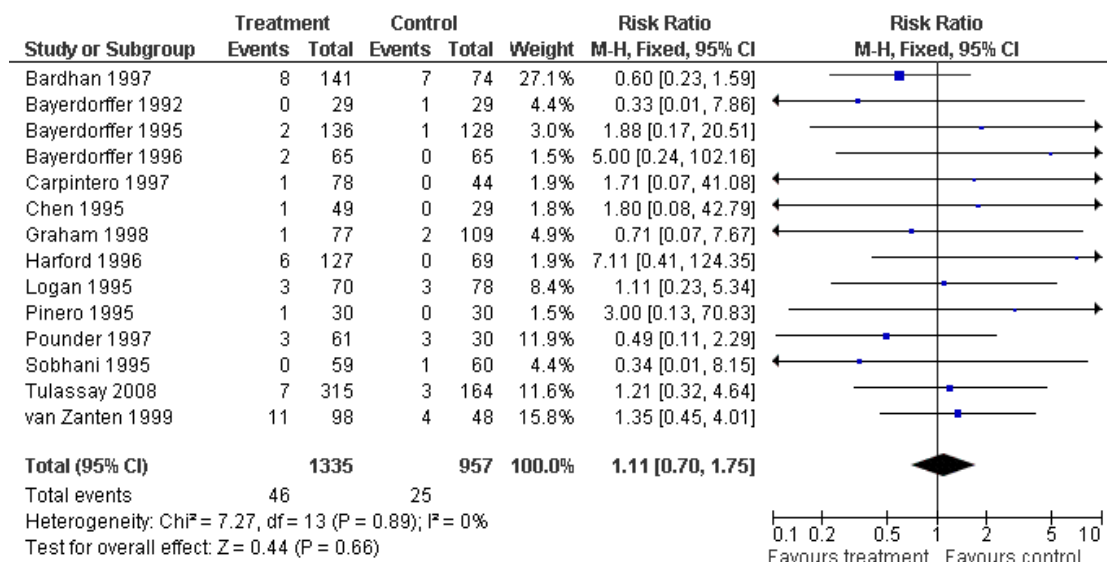 Treatment Control Risk Ratio Risk Ratio
Study or Subgroup Events Total Events Total Weight M-H, Fixed, 95% CI M-H, Fixed, 95% CI
Bardhan 1997 8 141 7 74 27.1% 0.60 [0.23, 1.59]
Bayerdorffer 1992 0 29 1 29 4.4% 0.33 [0.01, 7.86]
Bayerdorffer 1995 2 136 1 128 3.0% 1.88 [0.17, 20.51]
Bayerdorffer 1996 2 65 0 65 1.5% 5.00 [0.24, 102.16]
Carpintero 1997 1 78 0 44 1.9% 1.71 [0.07, 41.08]
Chen 1995 1 49 0 29 1.8% 1.80 [0.08, 42.79]
Graham 1998 1 77 2 109 4.9% 0.71 [0.07, 7.67]
Harford 1996 6 127 0 69 1.9% 7.11 [0.41, 124.35]
Logan 1995 3 70 3 78 8.4% 1.11 [0.23, 5.34]
Pinero 1995 1 30 0 30 1.5% 3.00 [0.13, 70.83]
Pounder 1997 3 61 3 30 11.9% 0.49 [0.11, 2.29]
Sobhani 1995 0 59 1 60 4.4% 0.34 [0.01, 8.15]
Tulassay 2008 7 315 3 164 11.6% 1.21 [0.32, 4.64]
van Zanten 1999 11 98 4 48 15.8% 1.35 [0.45, 4.01]
Total (95% CI) 1335 957 100.0% 1.11 [0.70, 1.75]
Total events 46 25
Heterogeneity: Chi² = 7.27, df = 13 (P = 0.89); I² = 0%
Test for overall effect: Z = 0.44 (P = 0.66)
0.1 0.2 0.5 1 2 5 10
Favours treatment Favours control